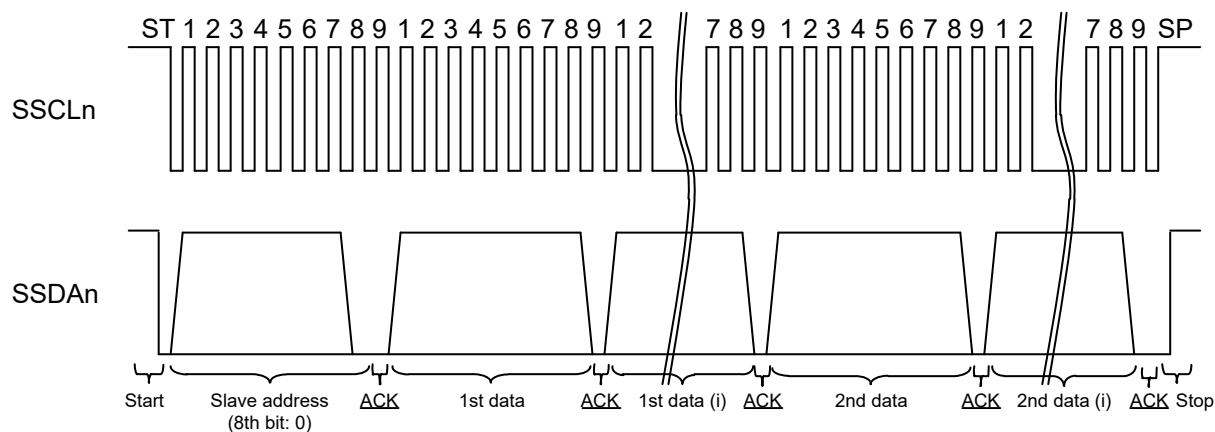 ST 1 2 3 4 5 6 7 8 9 1 2 3 4 5 6 7 8 9 1 2 7 8 9 1 2 3 4 5 6 7 8 9 1 2 7 8 9 SP
SSCLn
SSDAn
Start Slave address ACK 1st data ACK 1st data (i) ACK 2nd data ACK 2nd data (i) ACK Stop
(8th bit: 0)